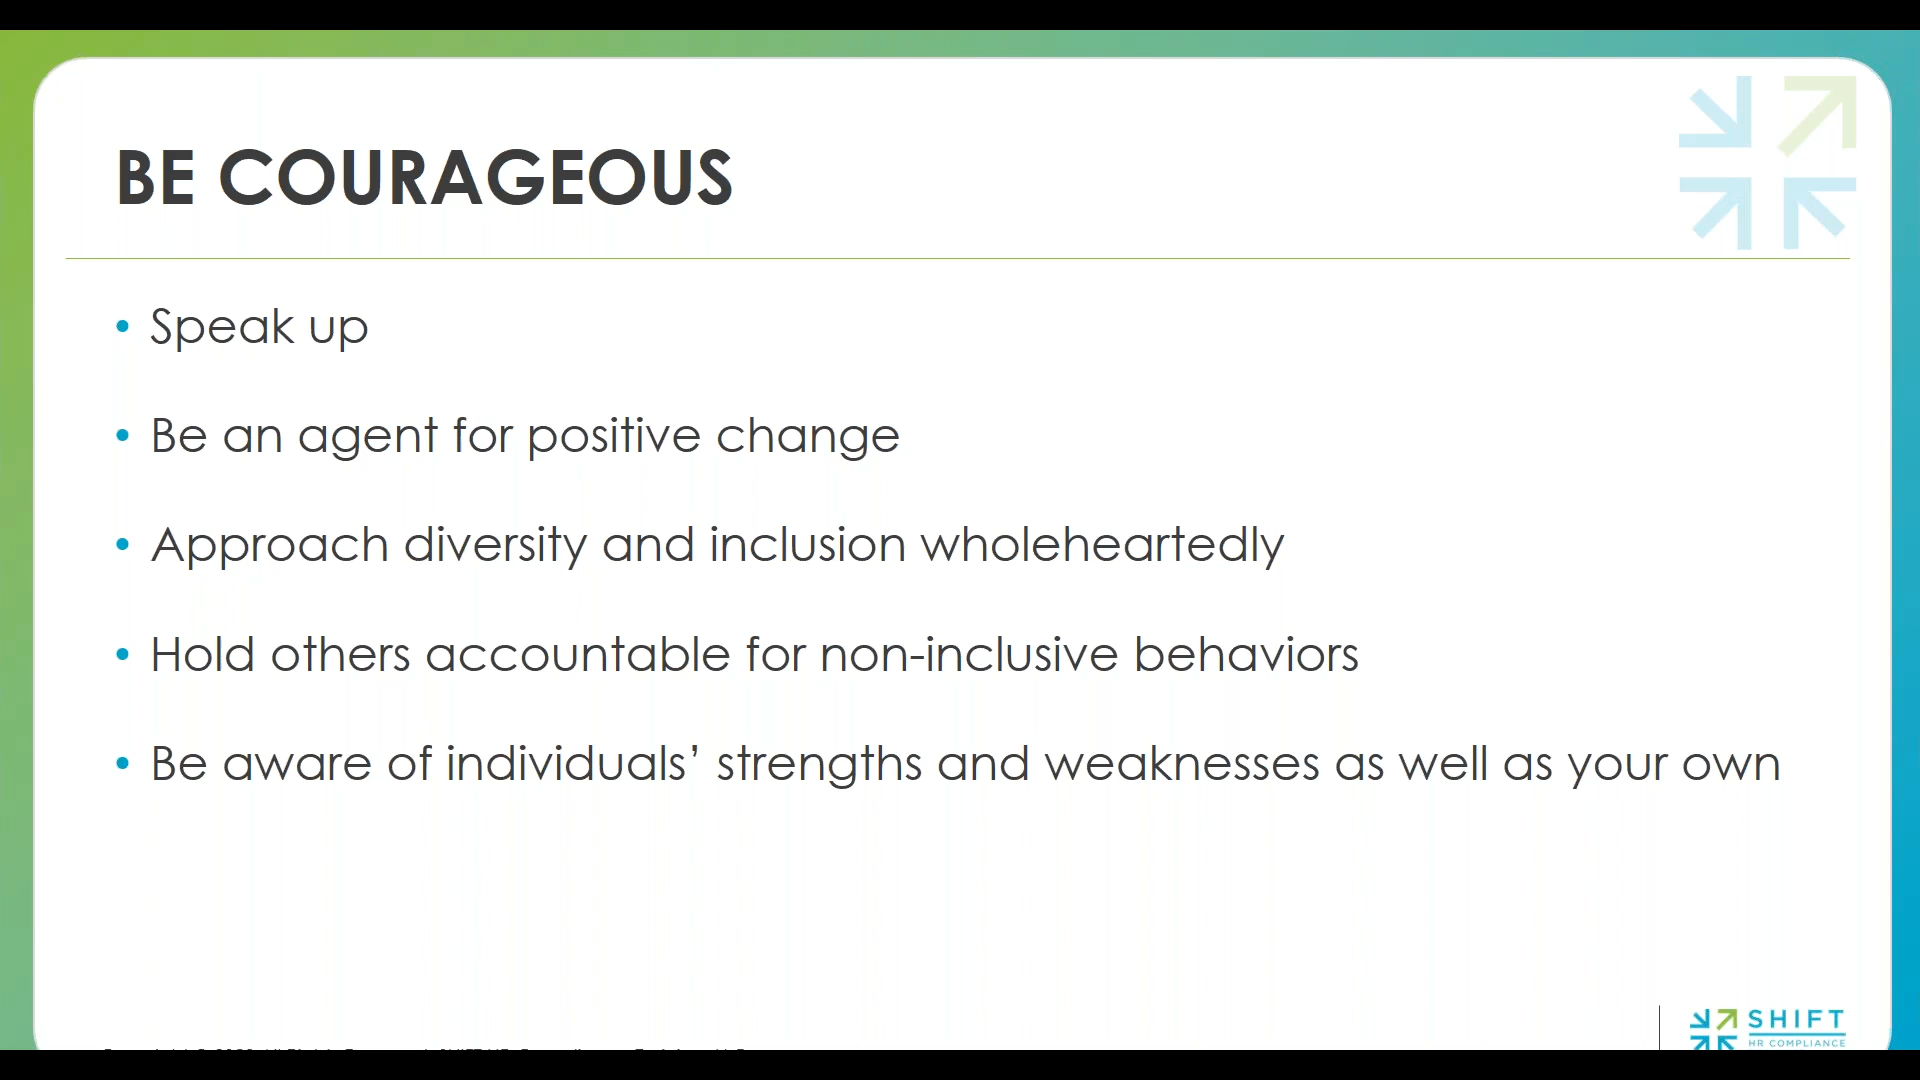 BE COURAGEOUS
• Speak up
• Be an agent for positive change
• Approach diversity and inclusion wholeheartedly
• Hold others accountable for non-inclusive behaviors
• Be aware of individuals’ strengths and weaknesses as well as your own
SHIFT
HR COMPLIANCE